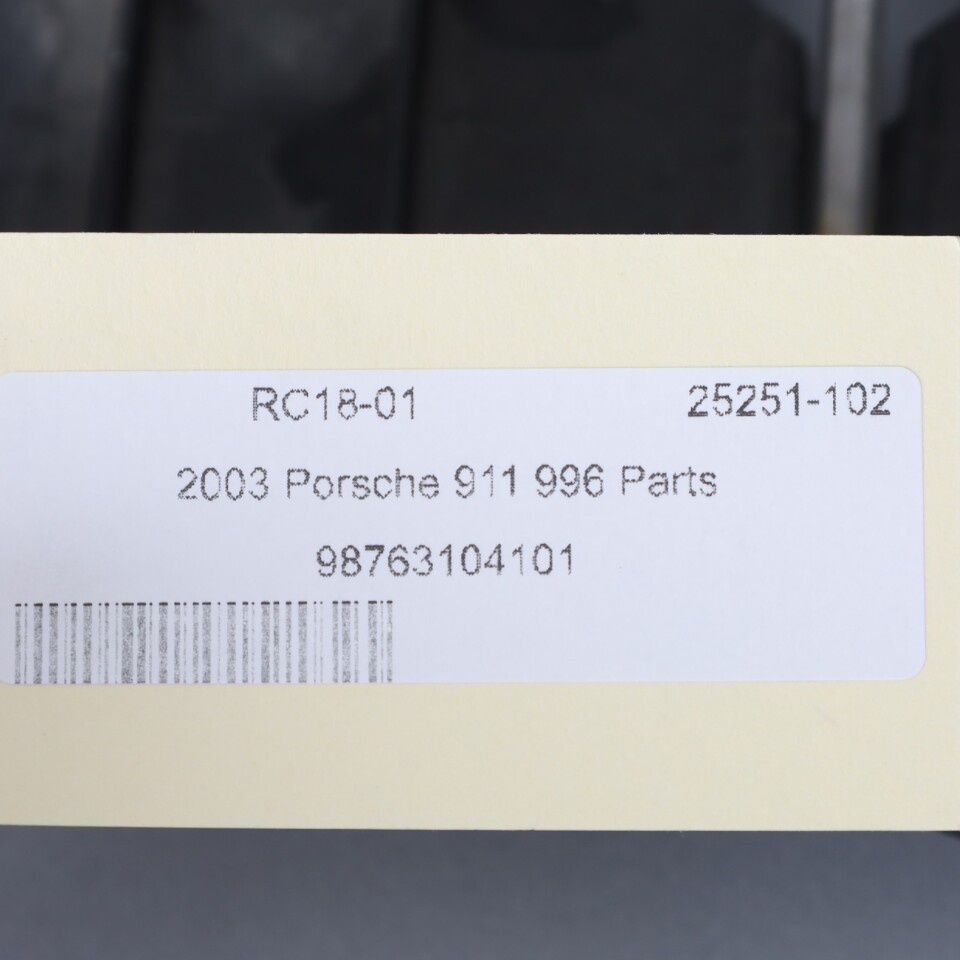 RC18-01 25251-102
2003 Porsche 911 996 Parts
98763104101